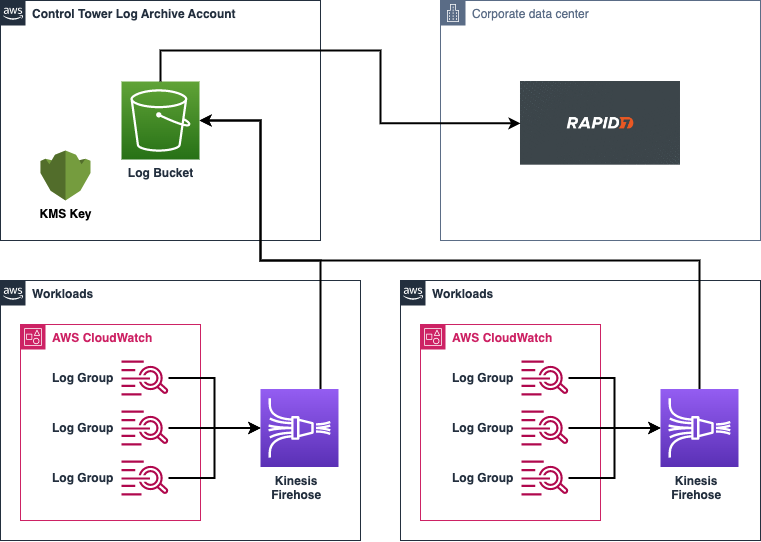 aws
Control Tower Log Archive Account
Corporate data center
RAPID7
Log Bucket
KMS Key
aws
Workloads
AWS CloudWatch
Log Group
Log Group
Log Group
Kinesis
Firehose
aws
Workloads
AWS CloudWatch
Log Group
Log Group
Log Group
Kinesis
Firehose